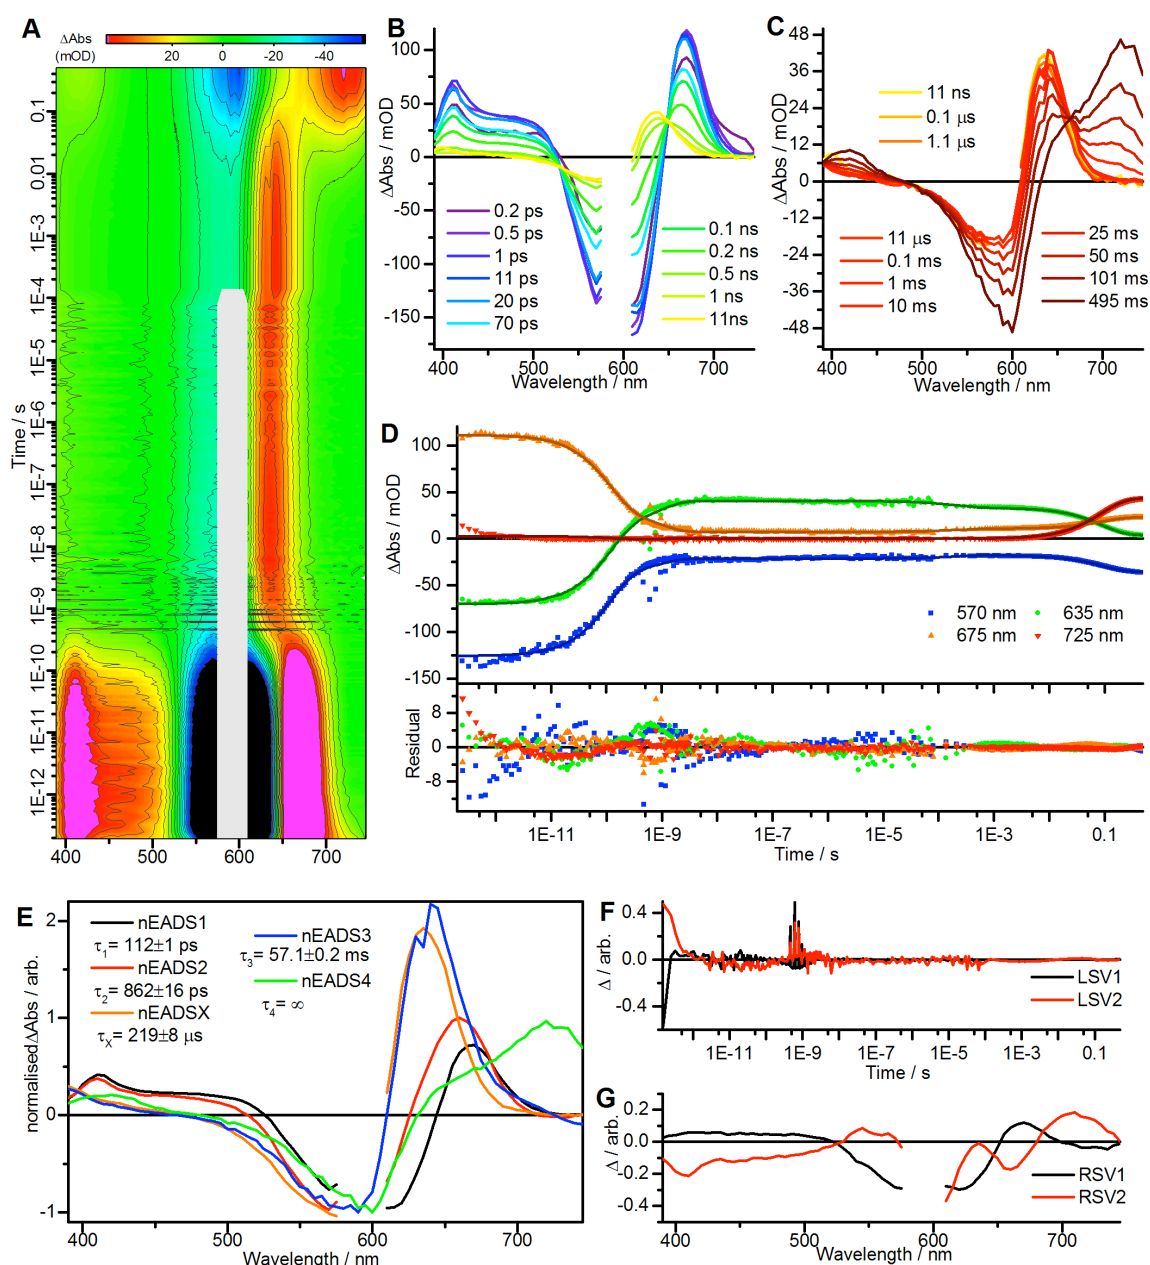 A
ΔAbs
(mOD)
20
0
-20
-40
0.1
0.01
1E-3
1E-4
1E-5
1E-6
1E-7
1E-8
1E-9
1E-10
1E-11
1E-12
Time / s
400
500
600
700
B
100
50
0
-50
-100
-150
ΔAbs / mOD
0.2 ps
0.5 ps
1 ps
11 ps
20 ps
70 ps
0.1 ns
0.2 ns
0.5 ns
1 ns
11ns
400
500
600
700
Wavelength / nm
C
48
36
24
12
0
-12
-24
-36
-48
ΔAbs / mOD
11 ns
0.1 µs
1.1 µs
11 µs
0.1 ms
1 ms
10 ms
25 ms
50 ms
101 ms
495 ms
400
500
600
700
Wavelength / nm
D
100
50
0
-50
-100
-150
ΔAbs / mOD
570 nm
635 nm
675 nm
725 nm
8
0
-8
Residual
1E-11
1E-9
1E-7
1E-5
1E-3
0.1
Time / s
E
2
1
0
-1
normalisedΔAbs / arb.
nEADS1
τ1= 112±1 ps
nEADS2
τ2= 862±16 ps
nEADSX
τX= 219±8 µs
nEADS3
τ3= 57.1±0.2 ms
nEADS4
τ4= ∞
400
500
600
700
Wavelength / nm
F
0.4
0.0
-0.4
Δ / arb.
LSV1
LSV2
1E-11
1E-9
1E-7
1E-5
1E-3
0.1
Time / s
G
0.2
0.0
-0.2
-0.4
Δ / arb.
RSV1
RSV2
400
500
600
700
Wavelength / nm